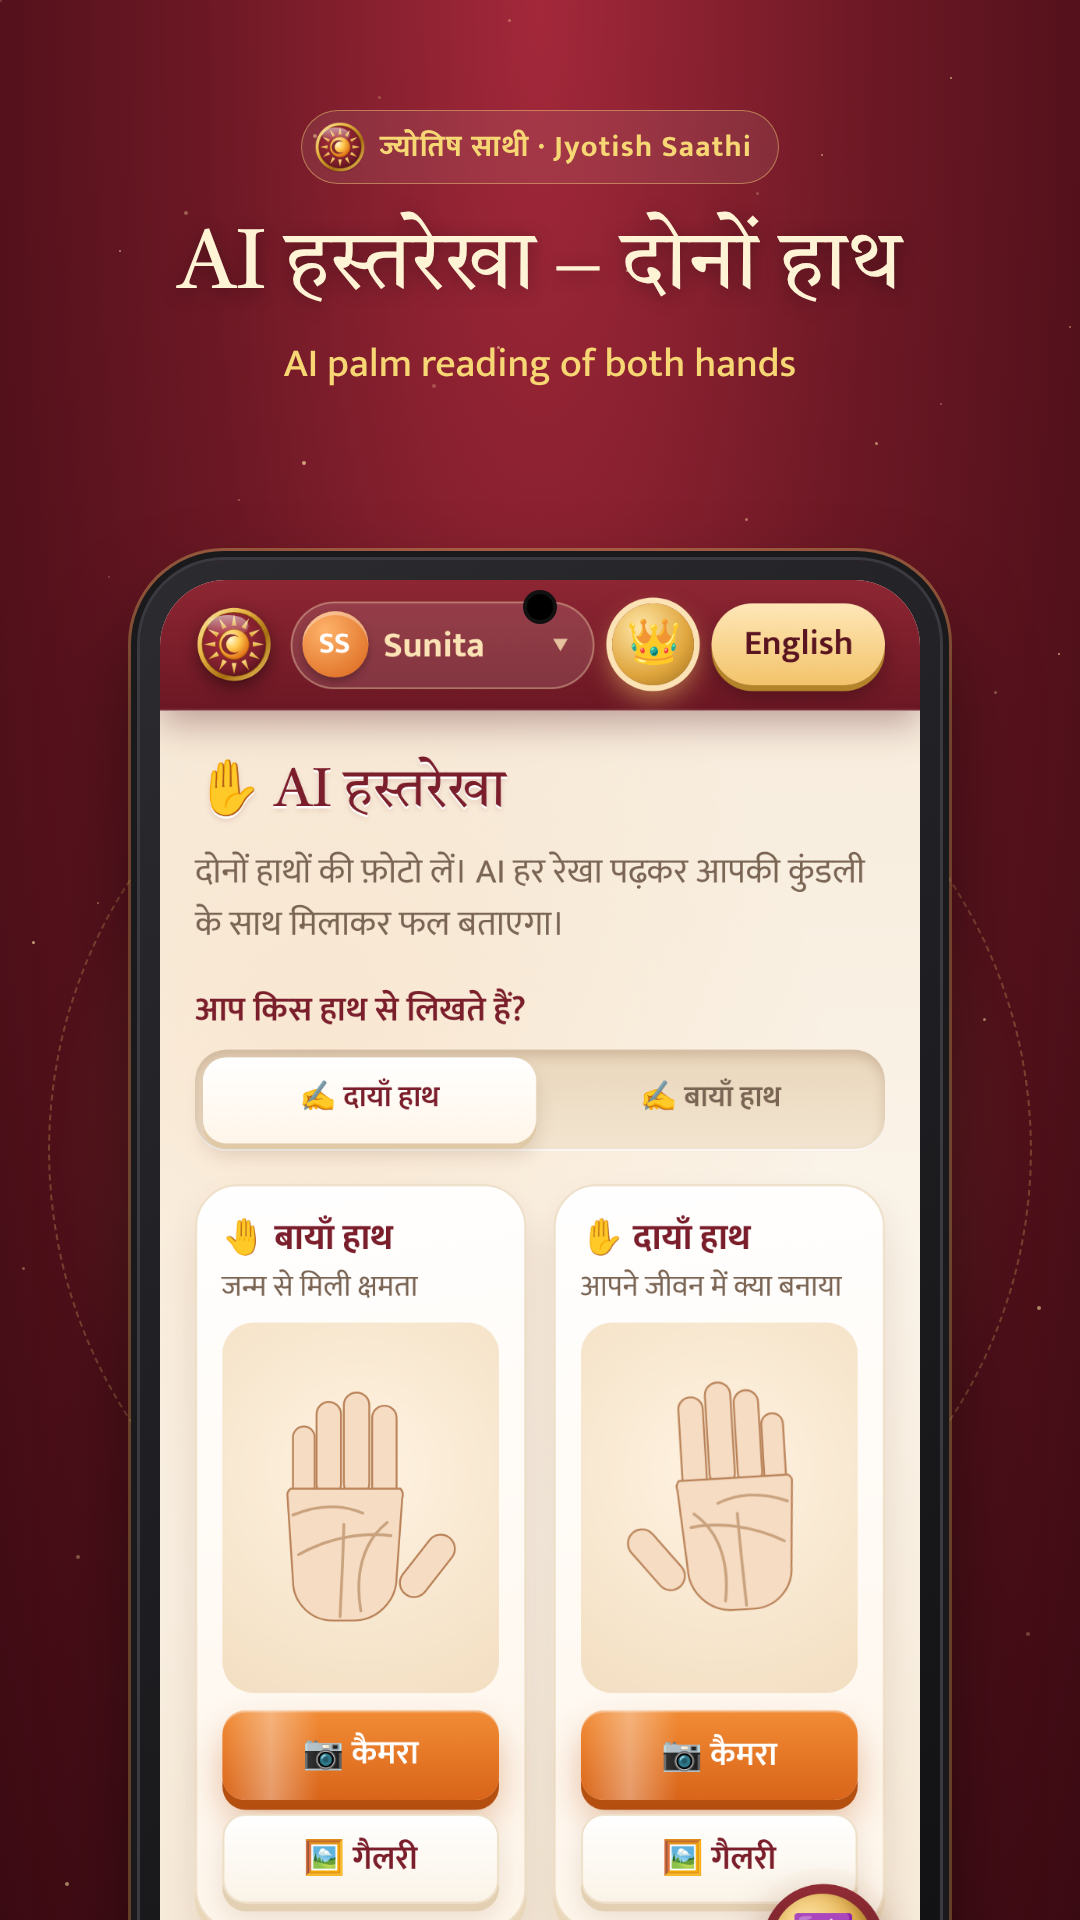 ज्योतिष साथी · Jyotish Saathi
AI हस्तरेखा – दोनों हाथ
AI palm reading of both hands
SS Sunita ▼ English
AI हस्तरेखा
दोनों हाथों की फ़ोटो लें। AI हर रेखा पढ़कर आपकी कुंडली
के साथ मिलाकर फल बताएगा।
आप किस हाथ से लिखते हैं?
दायाँ हाथ
बायाँ हाथ
बायाँ हाथ
जन्म से मिली क्षमता
कैमरा
गैलरी
दायाँ हाथ
आपने जीवन में क्या बनाया
कैमरा
गैलरी